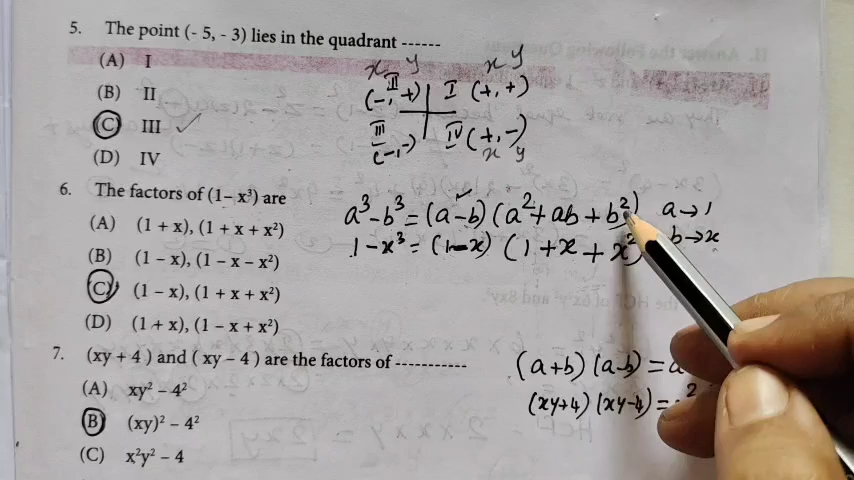 5. The point (- 5, - 3) lies in the quadrant ------
(A) I
(B) II
(C) III ✓
(D) IV
x y x y
II (-, +) I (+, +)
III (-, -) IV (+, -)
x y
6. The factors of (1– x³) are
(A) (1 + x), (1 + x + x²)
(B) (1 – x), (1 – x – x²)
(C) (1 – x), (1 + x + x²)
(D) (1 + x), (1 – x + x²)
a³ - b³ = (a - b) (a² + ab + b²) a → 1
1 - x³ = (1 - x) (1 + x + x²) b → x
7. (xy + 4 ) and ( xy – 4 ) are the factors of -----------
(A) xy² – 4²
(B) (xy)² – 4²
(C) x²y² – 4
(a+b) (a-b) = a
(xy+4) (xy-4) =